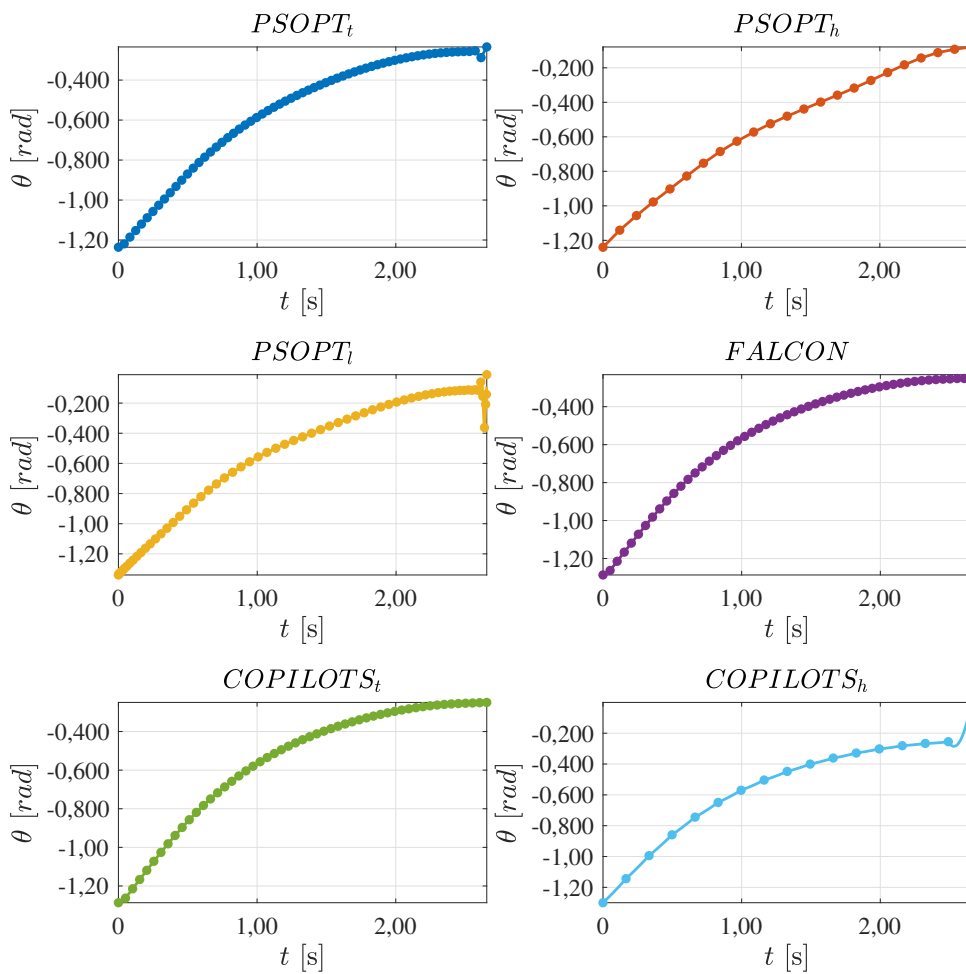 PSOPTₜ
-0,400
-0,600
-0,800
-1,00
-1,20
θ [rad]
0 1,00 2,00
t [s]
PSOPTₕ
-0,200
-0,400
-0,600
-0,800
-1,00
-1,20
θ [rad]
0 1,00 2,00
t [s]
PSOPTₗ
-0,200
-0,400
-0,600
-0,800
-1,00
-1,20
θ [rad]
0 1,00 2,00
t [s]
FALCON
-0,400
-0,600
-0,800
-1,00
-1,20
θ [rad]
0 1,00 2,00
t [s]
COPILOTSₜ
-0,400
-0,600
-0,800
-1,00
-1,20
θ [rad]
0 1,00 2,00
t [s]
COPILOTSₕ
-0,200
-0,400
-0,600
-0,800
-1,00
-1,20
θ [rad]
0 1,00 2,00
t [s]